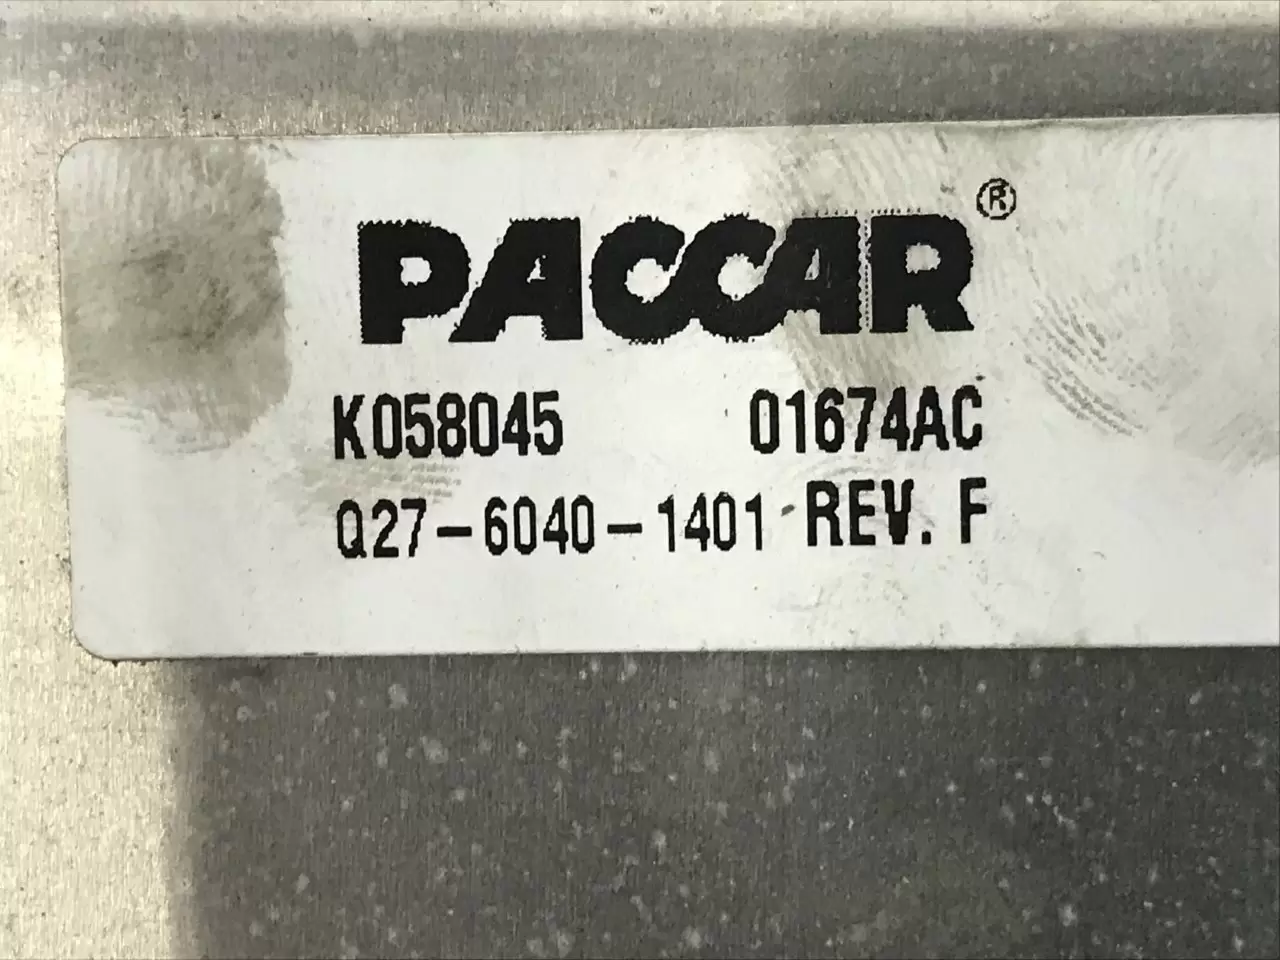 PACCAR®
K058045 01674AC
Q27-6040-1401 REV. F